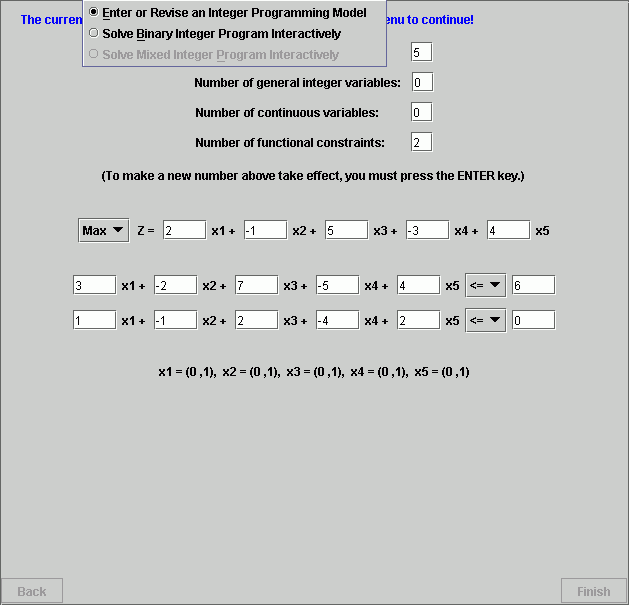 The curren
Enter or Revise an Integer Programming Model
enu to continue!
Solve Binary Integer Program Interactively
Solve Mixed Integer Program Interactively
5
Number of general integer variables: 0
Number of continuous variables: 0
Number of functional constraints: 2
(To make a new number above take effect, you must press the ENTER key.)
Max Z = 2 x1 + -1 x2 + 5 x3 + -3 x4 + 4 x5
3 x1 + -2 x2 + 7 x3 + -5 x4 + 4 x5 <= 6
1 x1 + -1 x2 + 2 x3 + -4 x4 + 2 x5 <= 0
x1 = (0 ,1), x2 = (0 ,1), x3 = (0 ,1), x4 = (0 ,1), x5 = (0 ,1)
Back
Finish